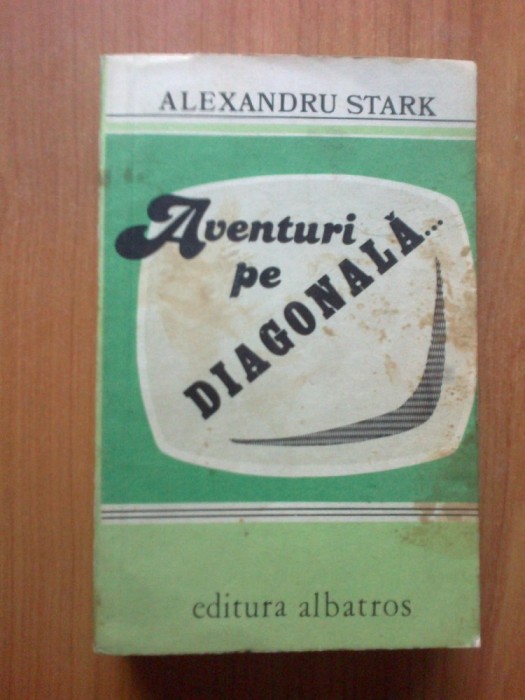 ALEXANDRU STARK
Aventuri
pe
DIAGONALĂ...
editura albatros